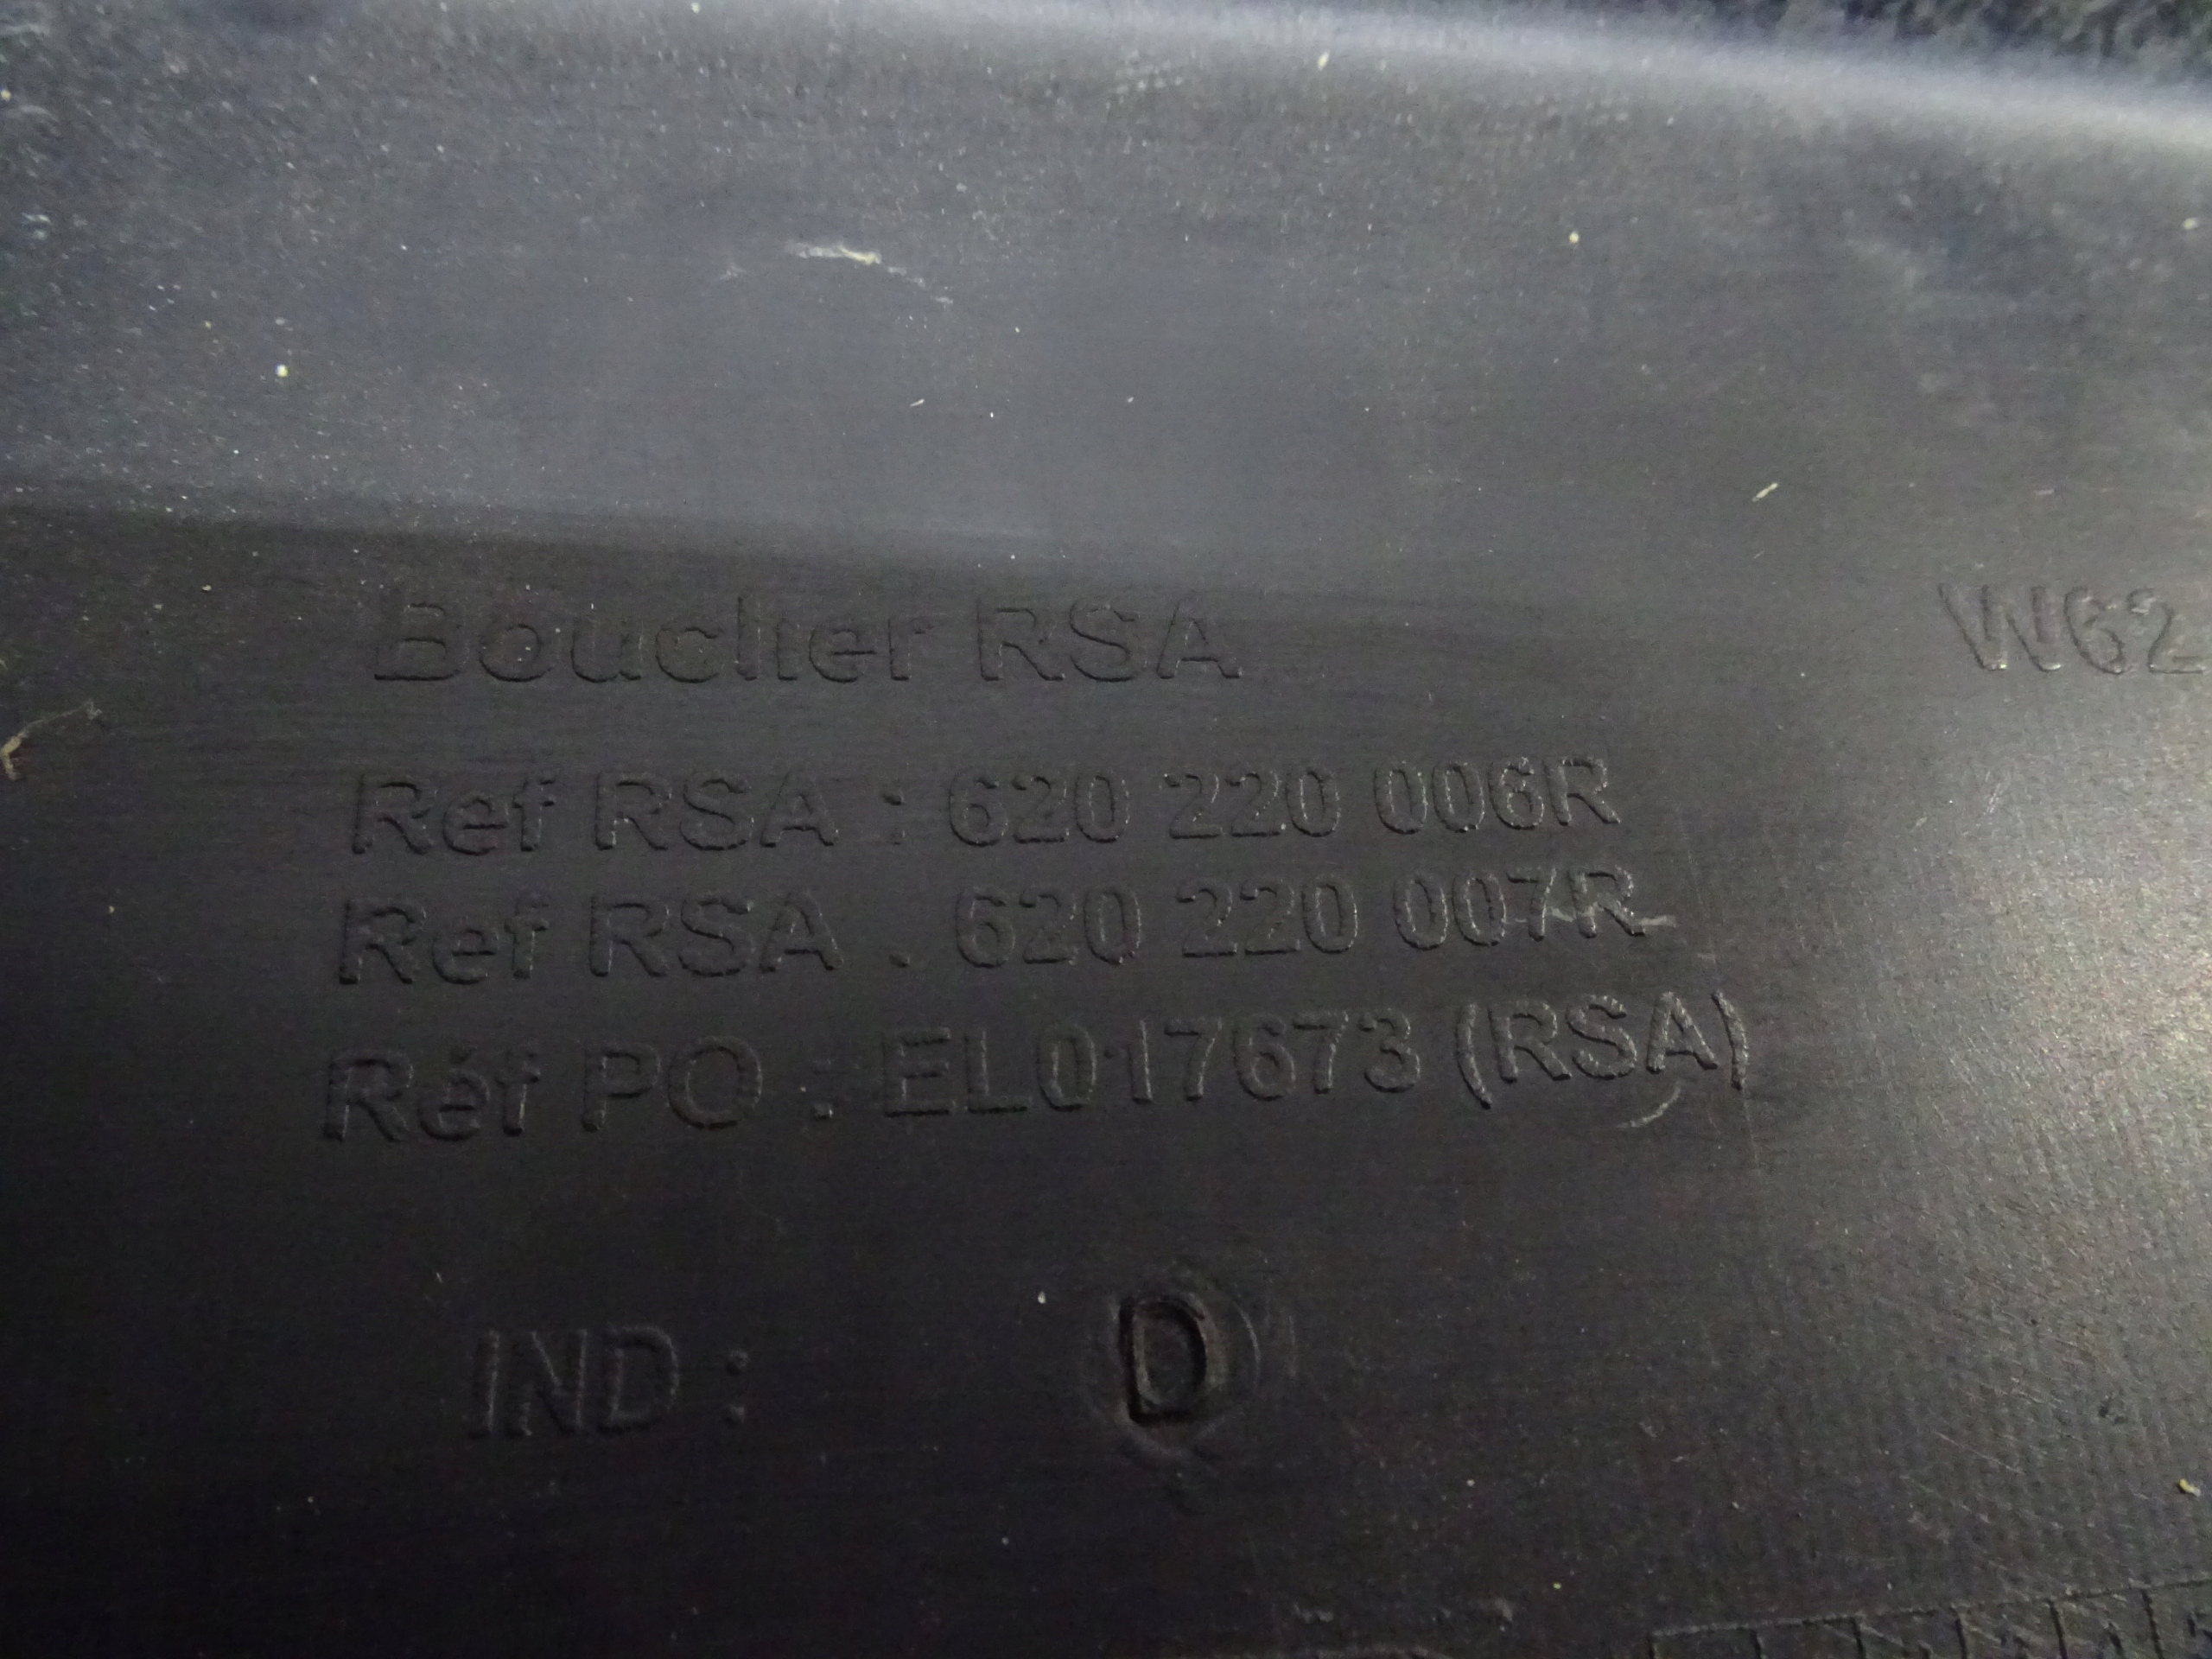 Bouclier RSA
W62
Ref RSA : 620 220 006R
Ref RSA : 620 220 007R
Réf PO : EL017673 (RSA)
IND : D